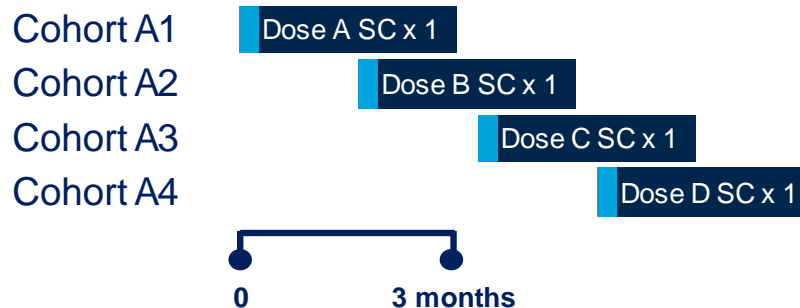 Cohort A1 Dose A SC x 1
Cohort A2 Dose B SC x 1
Cohort A3 Dose C SC x 1
Cohort A4 Dose D SC x 1
0 3 months